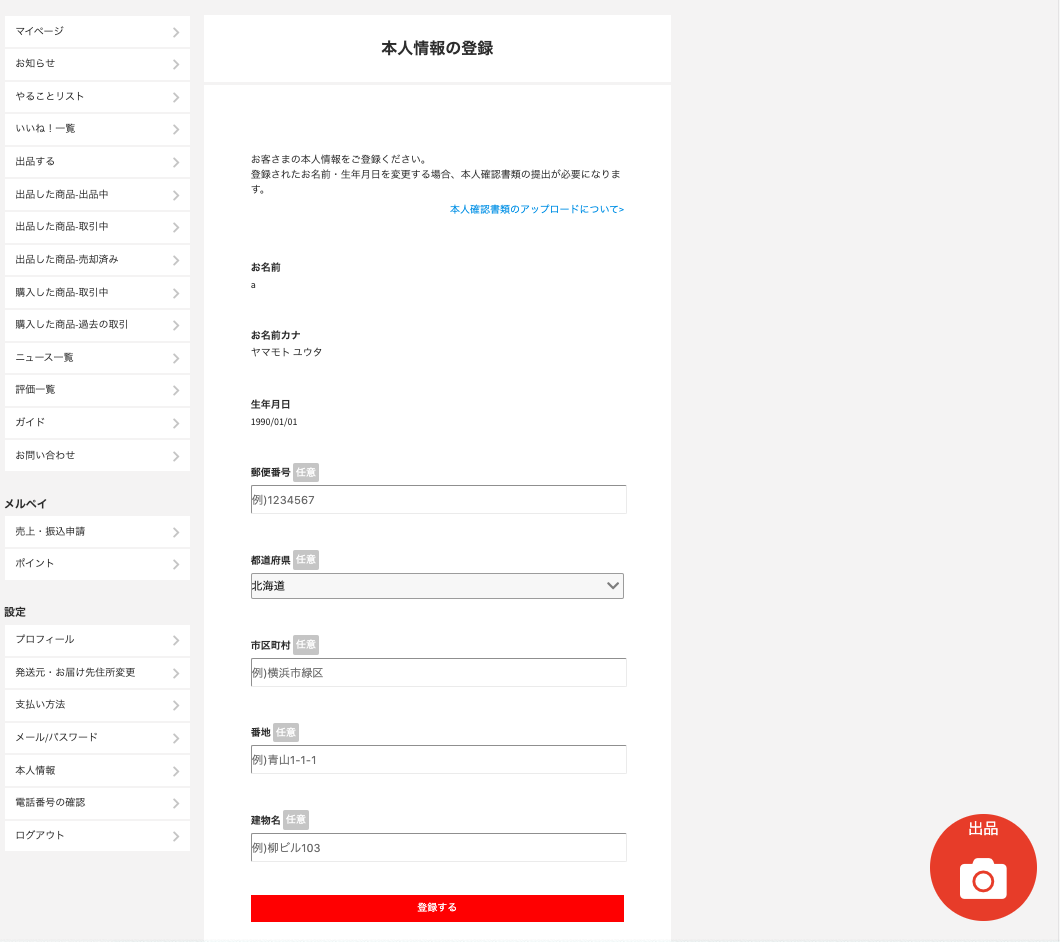 マイページ
お知らせ
やることリスト
いいね！一覧
出品する
出品した商品-出品中
出品した商品-取引中
出品した商品-売却済み
購入した商品-取引中
購入した商品-過去の取引
ニュース一覧
評価一覧
ガイド
お問い合わせ
メルペイ
売上・振込申請
ポイント
設定
プロフィール
発送元・お届け先住所変更
支払い方法
メール/パスワード
本人情報
電話番号の確認
ログアウト
本人情報の登録
お客さまの本人情報をご登録ください。
登録されたお名前・生年月日を変更する場合、本人確認書類の提出が必要になりま
す。
本人確認書類のアップロードについて>
お名前
a
お名前カナ
ヤマモト ユウタ
生年月日
1990/01/01
郵便番号 任意
例)1234567
都道府県 任意
北海道
市区町村 任意
例)横浜市緑区
番地 任意
例)青山1-1-1
建物名 任意
例)柳ビル103
登録する
出品